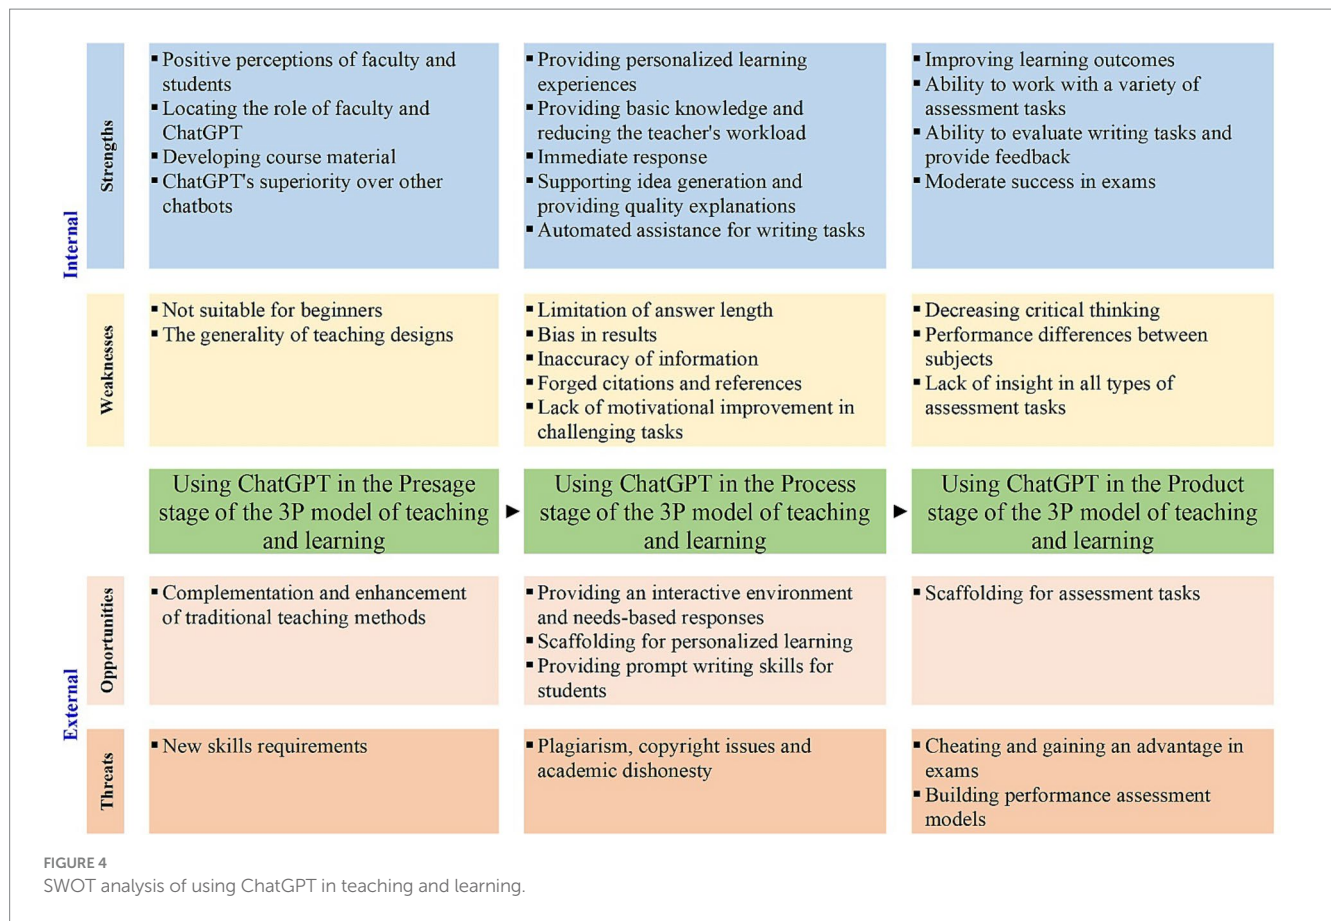 Internal
Strengths
▪ Positive perceptions of faculty and
students
▪ Locating the role of faculty and
ChatGPT
▪ Developing course material
▪ ChatGPT's superiority over other
chatbots
▪ Providing personalized learning
experiences
▪ Providing basic knowledge and
reducing the teacher's workload
▪ Immediate response
▪ Supporting idea generation and
providing quality explanations
▪ Automated assistance for writing tasks
▪ Improving learning outcomes
▪ Ability to work with a variety of
assessment tasks
▪ Ability to evaluate writing tasks and
provide feedback
▪ Moderate success in exams
Weaknesses
▪ Not suitable for beginners
▪ The generality of teaching designs
▪ Limitation of answer length
▪ Bias in results
▪ Inaccuracy of information
▪ Forged citations and references
▪ Lack of motivational improvement in
challenging tasks
▪ Decreasing critical thinking
▪ Performance differences between
subjects
▪ Lack of insight in all types of
assessment tasks
Using ChatGPT in the Presage
stage of the 3P model of teaching
and learning
Using ChatGPT in the Process
stage of the 3P model of teaching
and learning
Using ChatGPT in the Product
stage of the 3P model of teaching
and learning
External
Opportunities
▪ Complementation and enhancement
of traditional teaching methods
▪ Providing an interactive environment
and needs-based responses
▪ Scaffolding for personalized learning
▪ Providing prompt writing skills for
students
▪ Scaffolding for assessment tasks
Threats
▪ New skills requirements
▪ Plagiarism, copyright issues and
academic dishonesty
▪ Cheating and gaining an advantage in
exams
▪ Building performance assessment
models
FIGURE 4
SWOT analysis of using ChatGPT in teaching and learning.